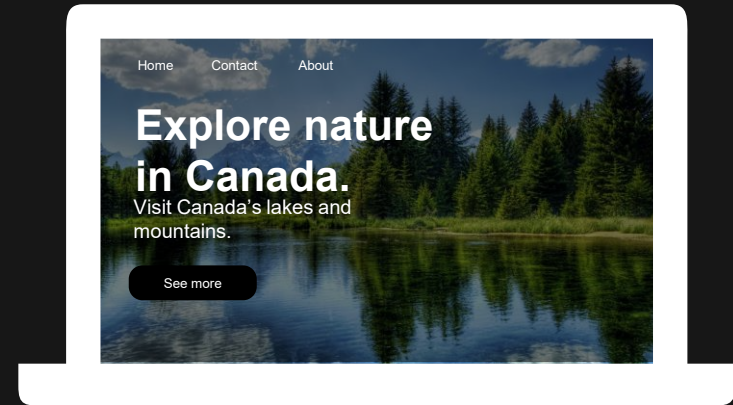 Home Contact About
Explore nature
in Canada.
Visit Canada’s lakes and
mountains.
See more